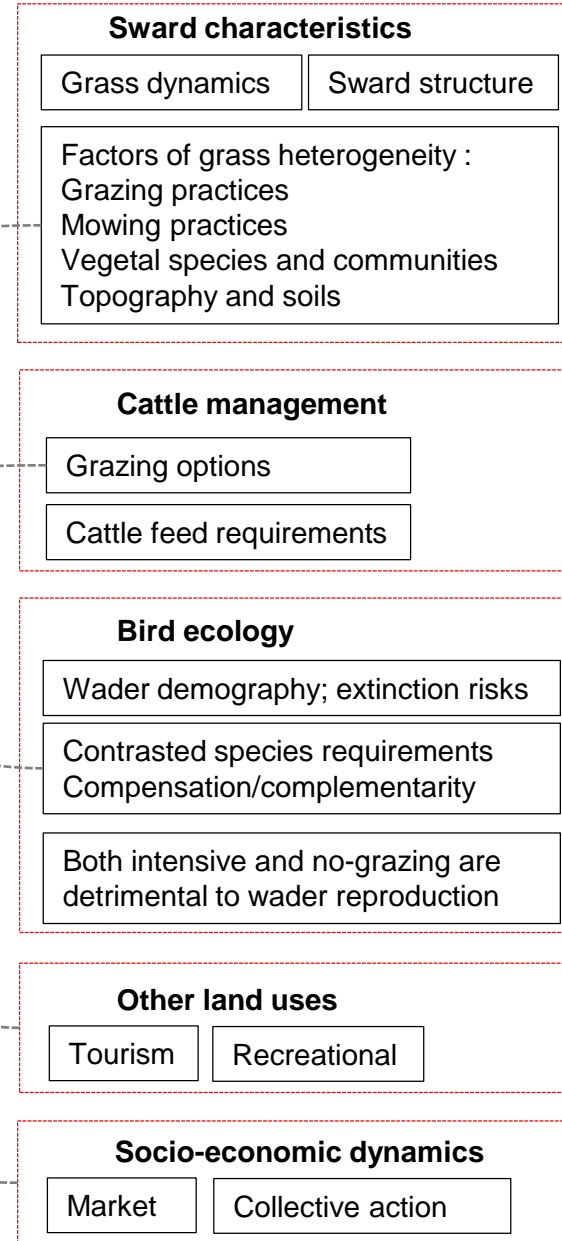 Sward characteristics
Grass dynamics
Sward structure
Factors of grass heterogeneity :
Grazing practices
Mowing practices
Vegetal species and communities
Topography and soils
Cattle management
Grazing options
Cattle feed requirements
Bird ecology
Wader demography; extinction risks
Contrasted species requirements
Compensation/complementarity
Both intensive and no-grazing are
detrimental to wader reproduction
Other land uses
Tourism
Recreational
Socio-economic dynamics
Market
Collective action